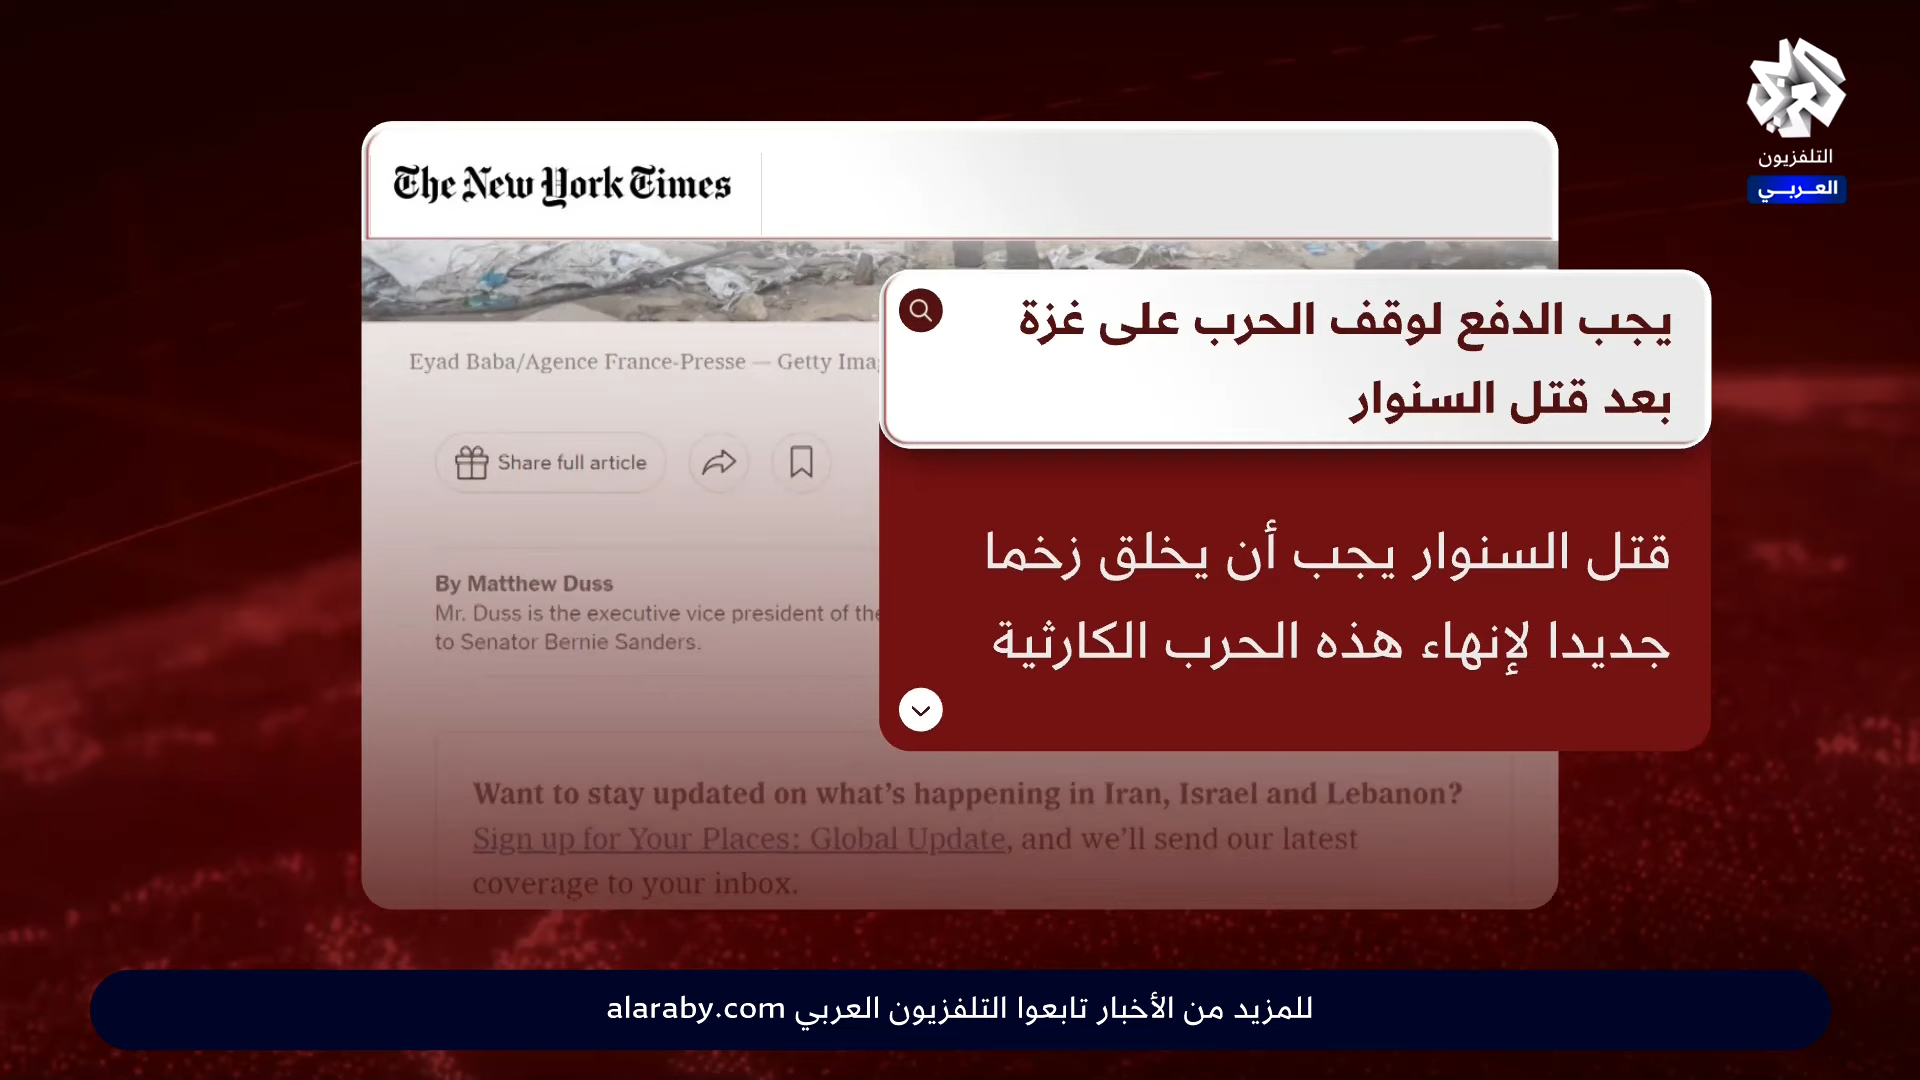 التلفزيون
العربي
The New York Times
يجب الدفع لوقف الحرب على غزة
بعد قتل السنوار
Eyad Baba/Agence France-Presse — Getty
Share full article
قتل السنوار يجب أن يخلق زخما
جديدا لإنهاء هذه الحرب الكارثية
By Matthew Duss
Mr. Duss is the executive vice president of the
to Senator Bernie Sanders.
Want to stay updated on what's happening in Iran, Israel and Lebanon?
Sign up for Your Places: Global Update, and we'll send our latest
coverage to your inbox.
للمزيد من الأخبار تابعوا التلفزيون العربي alaraby.com